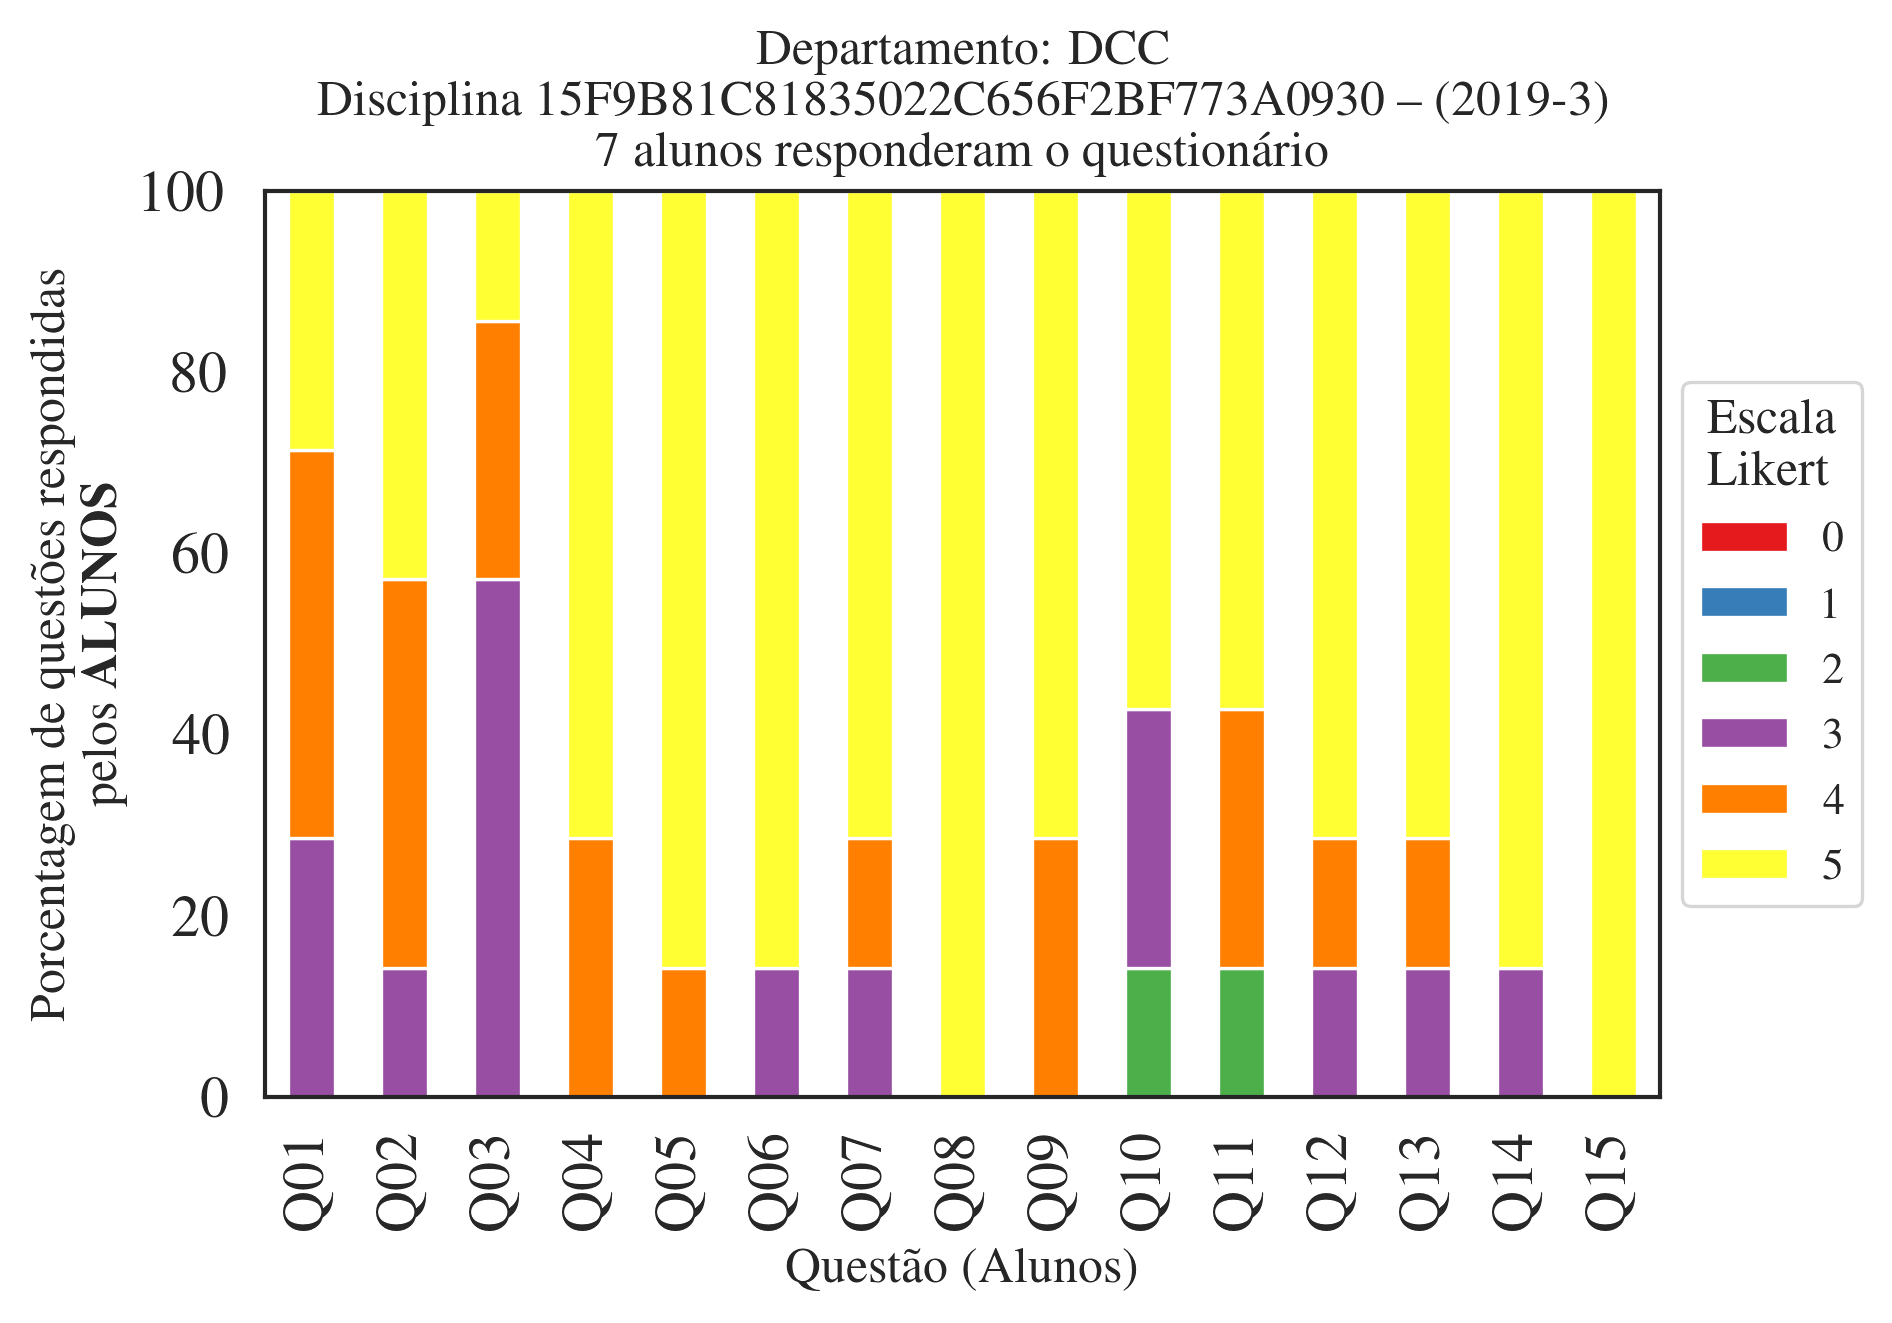 Departamento: DCC
Disciplina 15F9B81C81835022C656F2BF773A0930 – (2019-3)
7 alunos responderam o questionário
Porcentagem de questões respondidas
pelos ALUNOS
100
80
60
40
20
0
Q01
Q02
Q03
Q04
Q05
Q06
Q07
Q08
Q09
Q10
Q11
Q12
Q13
Q14
Q15
Questão (Alunos)
Escala
Likert
0
1
2
3
4
5